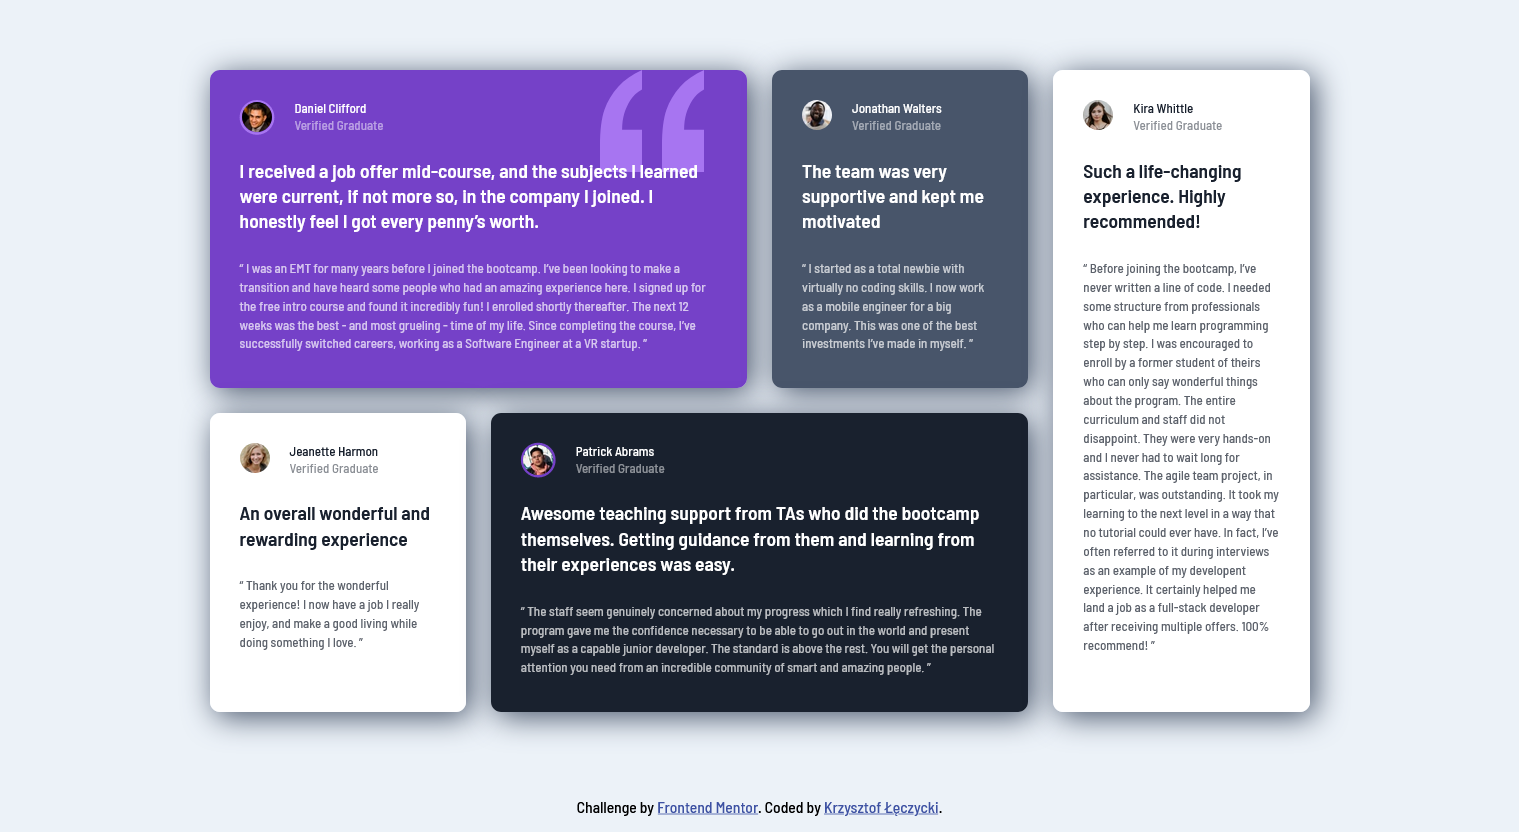 Daniel Clifford
Verified Graduate
I received a job offer mid-course, and the subjects I learned
were current, if not more so, in the company I joined. I
honestly feel I got every penny’s worth.
“ I was an EMT for many years before I joined the bootcamp. I’ve been looking to make a
transition and have heard some people who had an amazing experience here. I signed up for
the free intro course and found it incredibly fun! I enrolled shortly thereafter. The next 12
weeks was the best - and most grueling - time of my life. Since completing the course, I’ve
successfully switched careers, working as a Software Engineer at a VR startup. ”
Jonathan Walters
Verified Graduate
The team was very
supportive and kept me
motivated
“ I started as a total newbie with
virtually no coding skills. I now work
as a mobile engineer for a big
company. This was one of the best
investments I’ve made in myself. ”
Kira Whittle
Verified Graduate
Such a life-changing
experience. Highly
recommended!
“ Before joining the bootcamp, I’ve
never written a line of code. I needed
some structure from professionals
who can help me learn programming
step by step. I was encouraged to
enroll by a former student of theirs
who can only say wonderful things
about the program. The entire
curriculum and staff did not
disappoint. They were very hands-on
and I never had to wait long for
assistance. The agile team project, in
particular, was outstanding. It took my
learning to the next level in a way that
no tutorial could ever have. In fact, I’ve
often referred to it during interviews
as an example of my developent
experience. It certainly helped me
land a job as a full-stack developer
after receiving multiple offers. 100%
recommend! ”
Jeanette Harmon
Verified Graduate
An overall wonderful and
rewarding experience
“ Thank you for the wonderful
experience! I now have a job I really
enjoy, and make a good living while
doing something I love. ”
Patrick Abrams
Verified Graduate
Awesome teaching support from TAs who did the bootcamp
themselves. Getting guidance from them and learning from
their experiences was easy.
“ The staff seem genuinely concerned about my progress which I find really refreshing. The
program gave me the confidence necessary to be able to go out in the world and present
myself as a capable junior developer. The standard is above the rest. You will get the personal
attention you need from an incredible community of smart and amazing people. ”
Challenge by Frontend Mentor. Coded by Krzysztof Łęczycki.